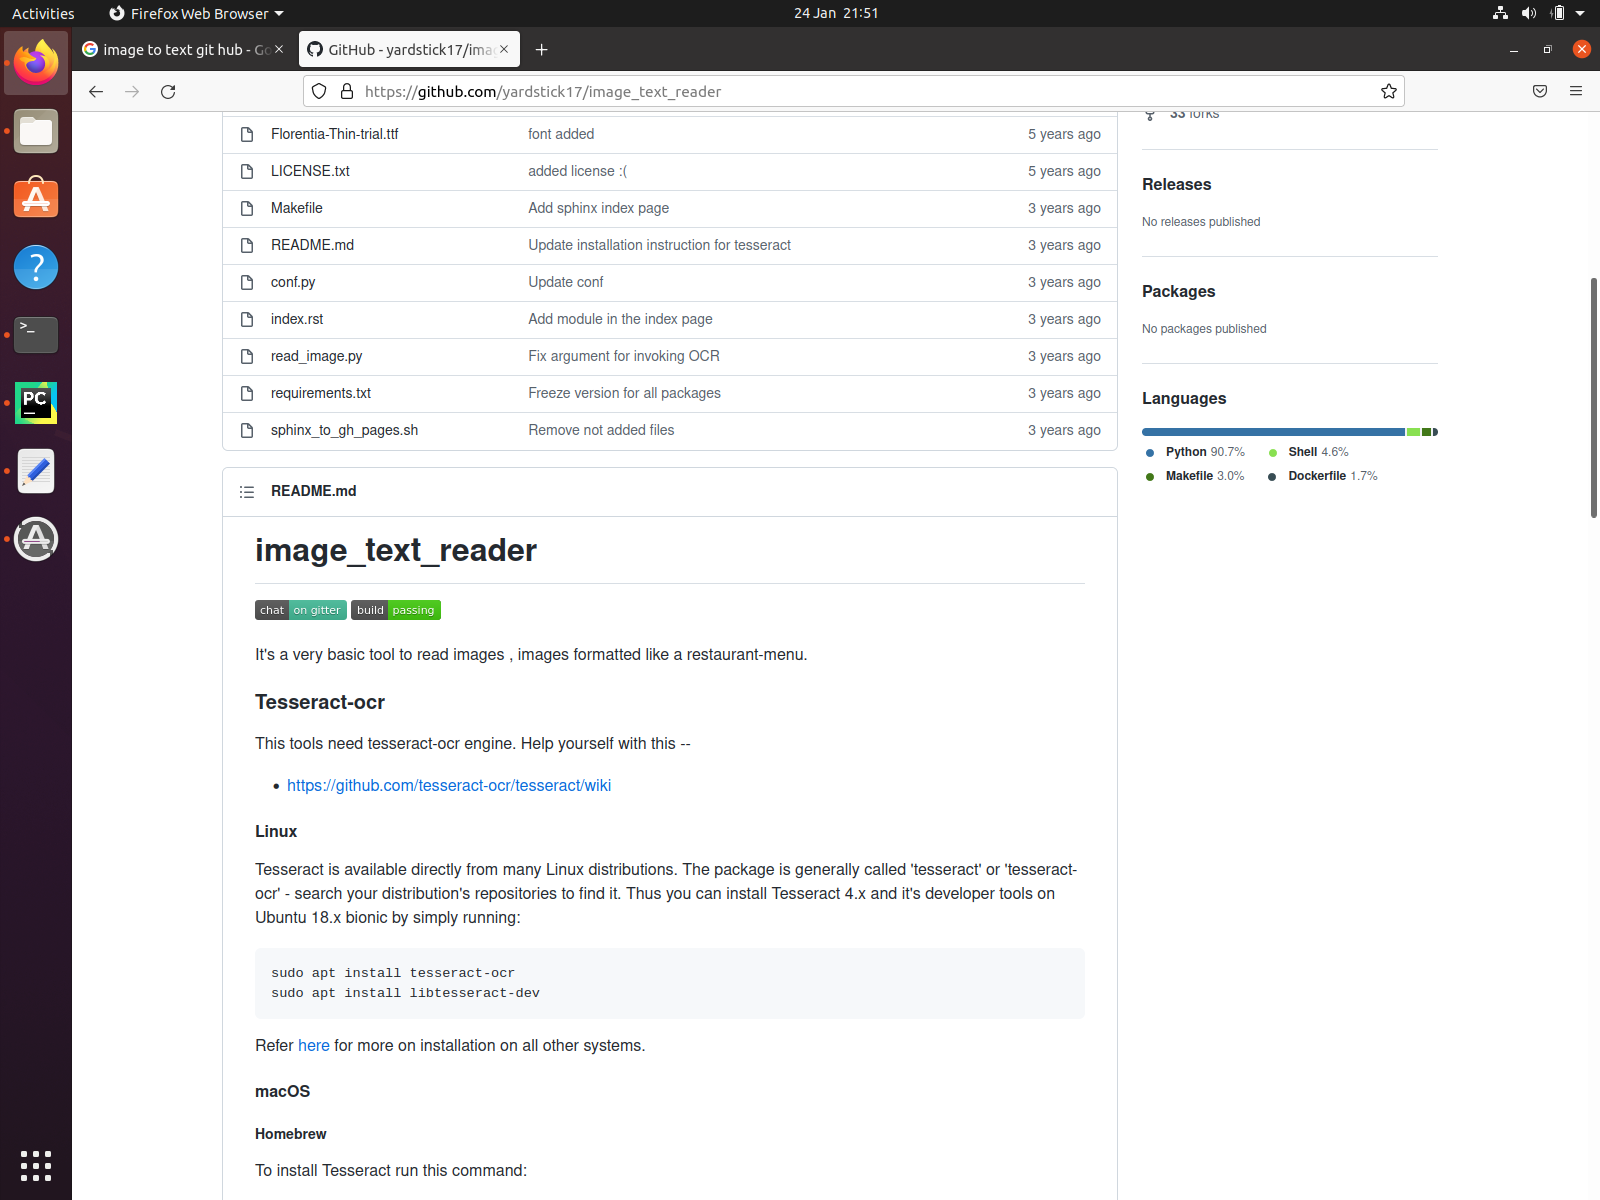 Activities Firefox Web Browser 24 Jan 21:51
image to text git hub - Go GitHub - yardstick17/ima
https://github.com/yardstick17/image_text_reader
33 forks
Florentia-Thin-trial.ttf font added 5 years ago
LICENSE.txt added license :( 5 years ago
Makefile Add sphinx index page 3 years ago
README.md Update installation instruction for tesseract 3 years ago
conf.py Update conf 3 years ago
index.rst Add module in the index page 3 years ago
read_image.py Fix argument for invoking OCR 3 years ago
requirements.txt Freeze version for all packages 3 years ago
sphinx_to_gh_pages.sh Remove not added files 3 years ago
Releases
No releases published
Packages
No packages published
Languages
Python 90.7% Shell 4.6%
Makefile 3.0% Dockerfile 1.7%
README.md
image_text_reader
chat on gitter build passing
It's a very basic tool to read images , images formatted like a restaurant-menu.
Tesseract-ocr
This tools need tesseract-ocr engine. Help yourself with this --
• https://github.com/tesseract-ocr/tesseract/wiki
Linux
Tesseract is available directly from many Linux distributions. The package is generally called 'tesseract' or 'tesseract-
ocr' - search your distribution's repositories to find it. Thus you can install Tesseract 4.x and it's developer tools on
Ubuntu 18.x bionic by simply running:
sudo apt install tesseract-ocr
sudo apt install libtesseract-dev
Refer here for more on installation on all other systems.
macOS
Homebrew
To install Tesseract run this command: